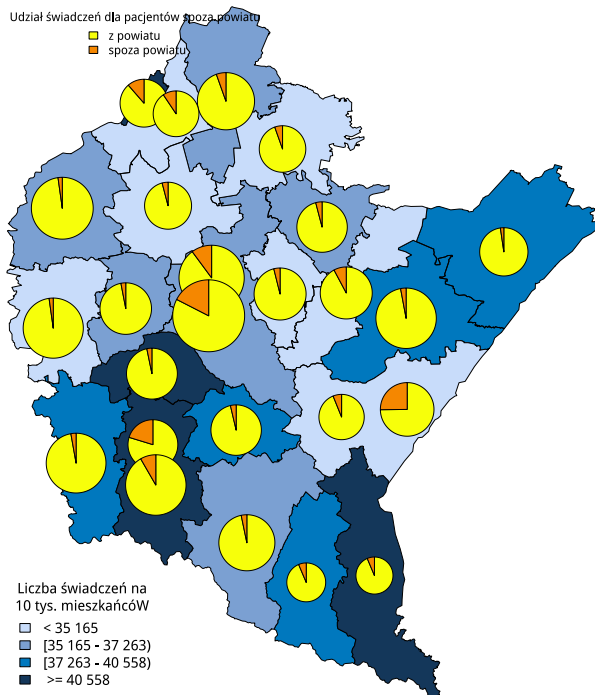 Udział świadczeń dla pacjentów spoza powiatu
z powiatu
spoza powiatu
Liczba świadczeń na
10 tys. mieszkańcóW
< 35 165
[35 165 - 37 263)
[37 263 - 40 558)
>= 40 558